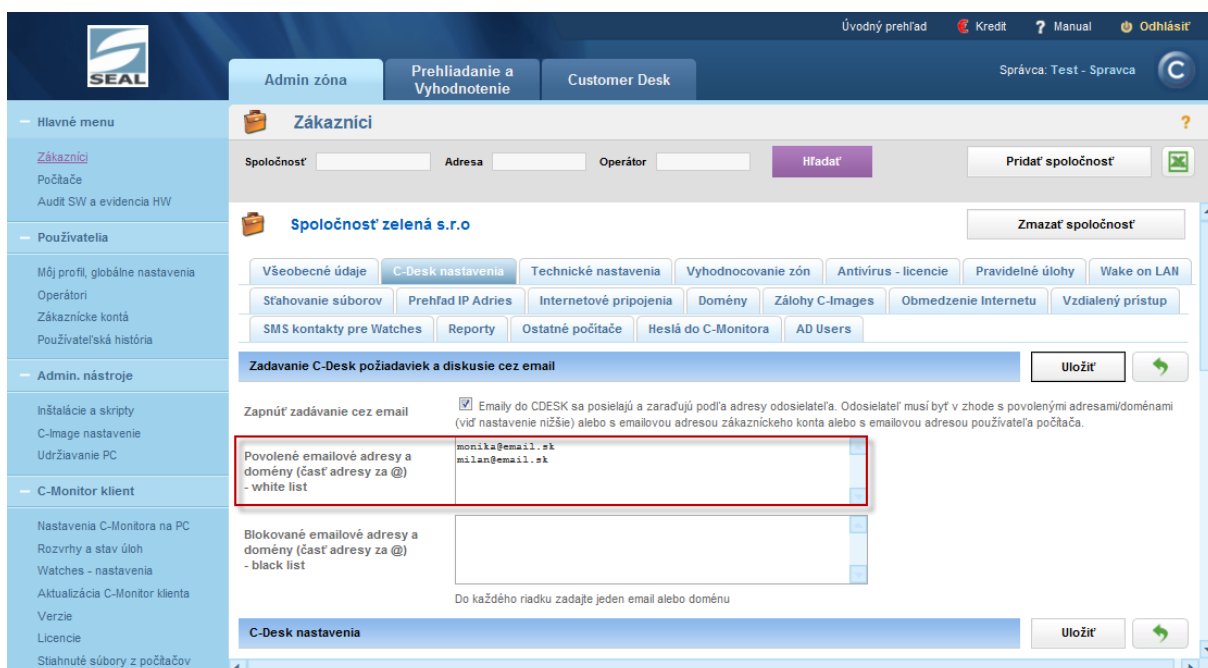 Úvodný prehľad
Kredit
? Manual
Odhlásiť
SEAL
Admin zóna
Prehliadanie a
Vyhodnotenie
Customer Desk
Správca: Test - Spravca
C
Hlavné menu
Zákazníci
Počítače
Audit SW a evidencia HW
Používatelia
Môj profil, globálne nastavenia
Operátori
Zákaznícke kontá
Používateľská história
Admin. nástroje
Inštalácie a skripty
C-Image nastavenie
Udržiavanie PC
C-Monitor klient
Nastavenia C-Monitora na PC
Rozvrhy a stav úloh
Watches - nastavenia
Aktualizácia C-Monitor klienta
Verzie
Licencie
Stiahnuté súbory z počítačov
Zákazníci
?
Spoločnosť
Adresa
Operátor
Hľadať
Pridať spoločnosť
Spoločnosť zelená s.r.o
Zmazať spoločnosť
Všeobecné údaje
C-Desk nastavenia
Technické nastavenia
Vyhodnocovanie zón
Antivírus - licencie
Pravidelné úlohy
Wake on LAN
Sťahovanie súborov
Prehľad IP Adries
Internetové pripojenia
Domény
Zálohy C-Images
Obmedzenie Internetu
Vzdialený prístup
SMS kontakty pre Watches
Reporty
Ostatné počítače
Heslá do C-Monitora
AD Users
Zadavanie C-Desk požiadaviek a diskusie cez email
Uložiť
Zapnúť zadávanie cez email
Emaily do CDESK sa posielajú a zaraďujú podľa adresy odosielateľa. Odosielateľ musí byť v zhode s povolenými adresami/doménami
(viď nastavenie nižšie) alebo s emailovou adresou zákazníckeho konta alebo s emailovou adresou používateľa počítača.
Povolené emailové adresy a
domény (časť adresy za @)
- white list
monika@email.sk
milan@email.sk
Blokované emailové adresy a
domény (časť adresy za @)
- black list
Do každého riadku zadajte jeden email alebo doménu
C-Desk nastavenia
Uložiť